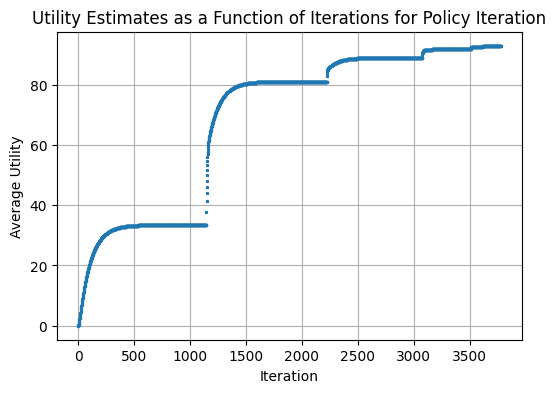 Utility Estimates as a Function of Iterations for Policy Iteration
80
60
40
20
0
Average Utility
0 500 1000 1500 2000 2500 3000 3500
Iteration